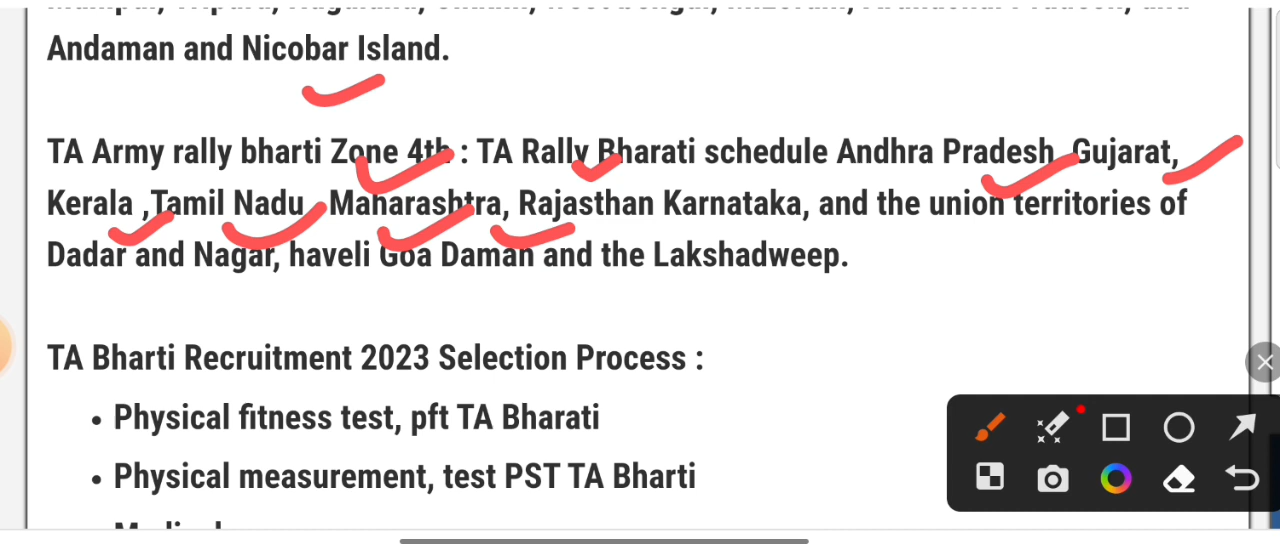 Andaman and Nicobar Island.
TA Army rally bharti Zone 4th : TA Rally Bharati schedule Andhra Pradesh, Gujarat,
Kerala ,Tamil Nadu , Maharashtra, Rajasthan Karnataka, and the union territories of
Dadar and Nagar, haveli Goa Daman and the Lakshadweep.
TA Bharti Recruitment 2023 Selection Process :
• Physical fitness test, pft TA Bharati
• Physical measurement, test PST TA Bharti